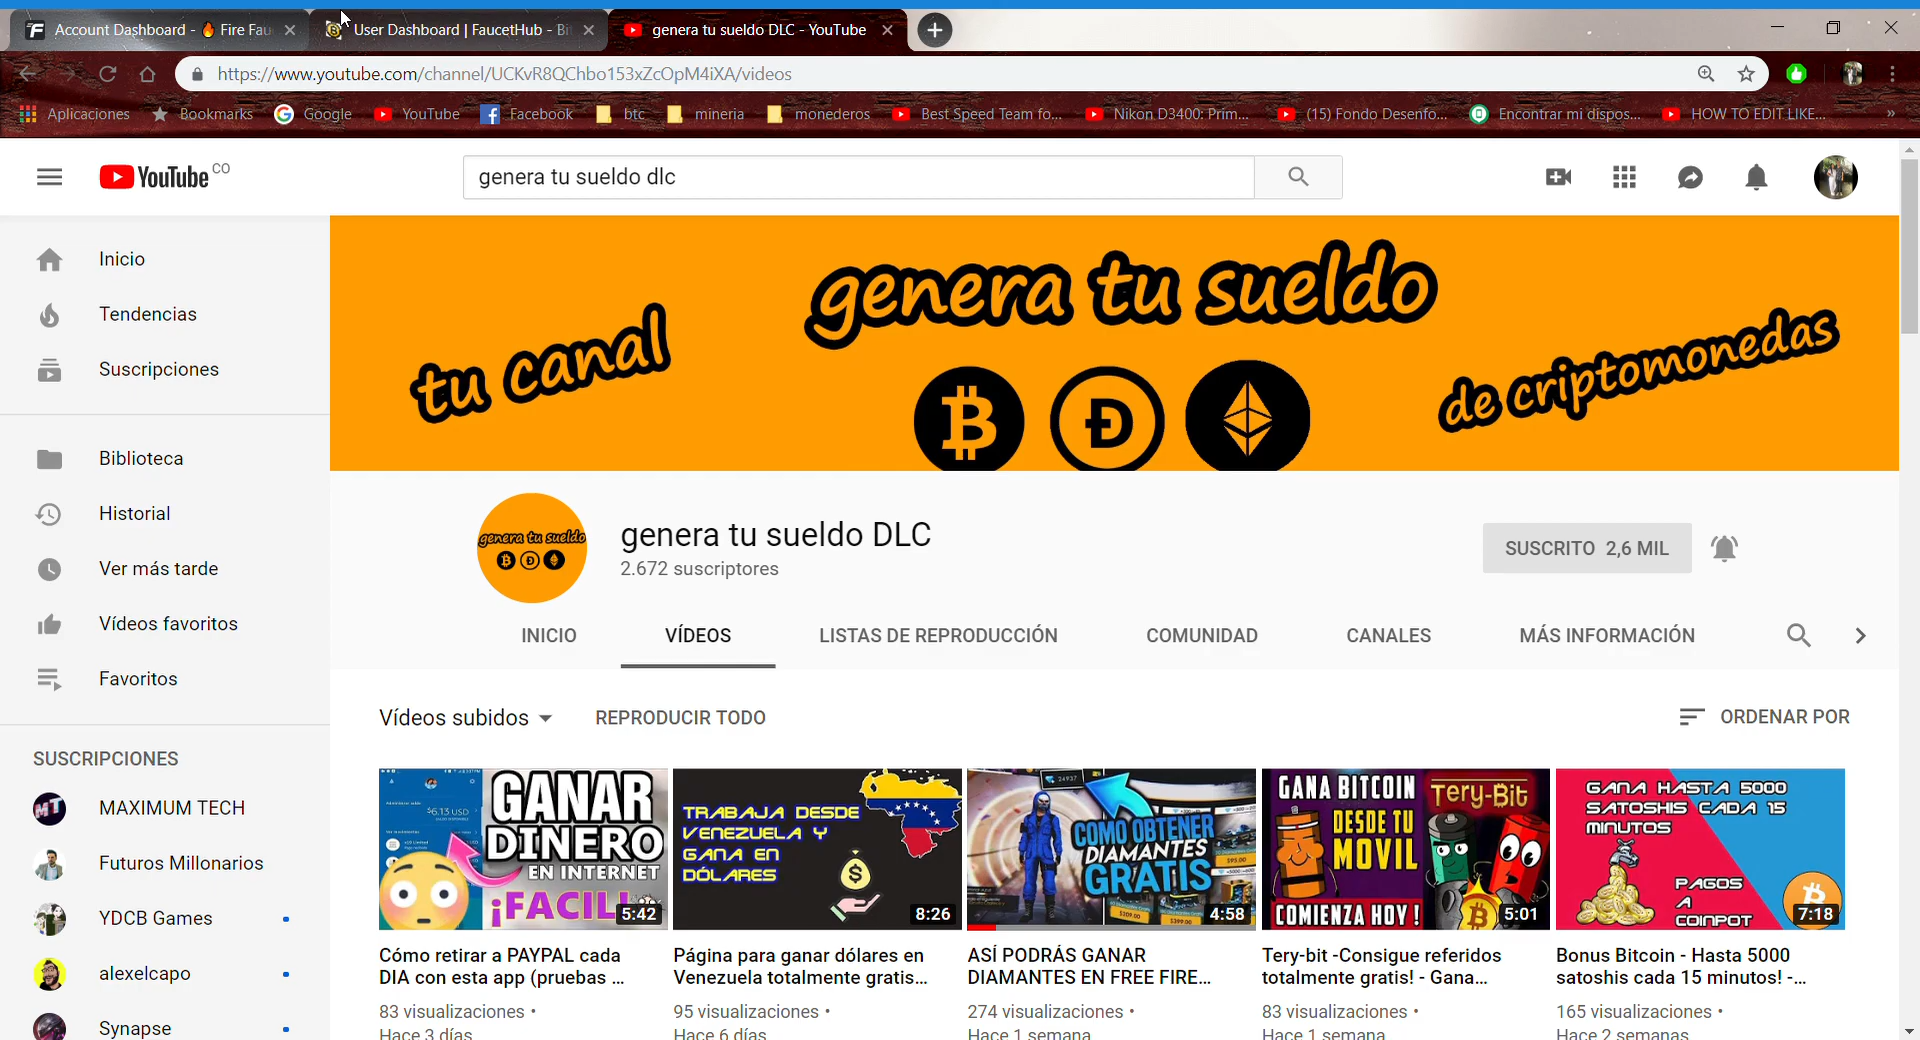 Account Dashboard - Fire Fau
User Dashboard | FaucetHub - Bi
genera tu sueldo DLC - YouTube
https://www.youtube.com/channel/UCKvR8QChbo153xZcOpM4iXA/videos
Aplicaciones
Bookmarks
Google
YouTube
Facebook
btc
mineria
monederos
Best Speed Team fo...
Nikon D3400: Prim...
(15) Fondo Desenfo...
Encontrar mi dispos...
HOW TO EDIT LIKE...
»
YouTube CO
genera tu sueldo dlc
Inicio
Tendencias
Suscripciones
Biblioteca
Historial
Ver más tarde
Vídeos favoritos
Favoritos
SUSCRIPCIONES
MAXIMUM TECH
Futuros Millonarios
YDCB Games
alexelcapo
Synapse
tu canal
genera tu sueldo
de criptomonedas
genera tu sueldo
genera tu sueldo DLC
2.672 suscriptores
SUSCRITO 2,6 MIL
INICIO
VÍDEOS
LISTAS DE REPRODUCCIÓN
COMUNIDAD
CANALES
MÁS INFORMACIÓN
Vídeos subidos
REPRODUCIR TODO
ORDENAR POR
$6.13 USD
GANAR
DINERO
EN INTERNET
¡FACIL!
5:42
Cómo retirar a PAYPAL cada
DIA con esta app (pruebas ...
83 visualizaciones •
Hace 3 días
TRABAJA DESDE
VENEZUELA Y
GANA EN
DÓLARES
8:26
Página para ganar dólares en
Venezuela totalmente gratis...
95 visualizaciones •
Hace 6 días
24937
COMO OBTENER
DIAMANTES
GRATIS
4:58
ASÍ PODRÁS GANAR
DIAMANTES EN FREE FIRE...
274 visualizaciones •
Hace 1 semana
GANA BITCOIN
DESDE TU
MOVIL
COMIENZA HOY !
Tery-Bit
5:01
Tery-bit -Consigue referidos
totalmente gratis! - Gana...
83 visualizaciones •
Hace 1 semana
GANA HASTA 5000
SATOSHIS CADA 15
MINUTOS
PAGOS
A
COINPOT
7:18
Bonus Bitcoin - Hasta 5000
satoshis cada 15 minutos! -...
165 visualizaciones •
Hace 2 semanas